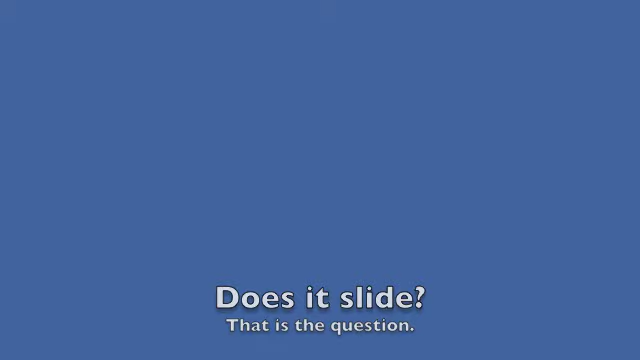 Does it slide?
That is the question.